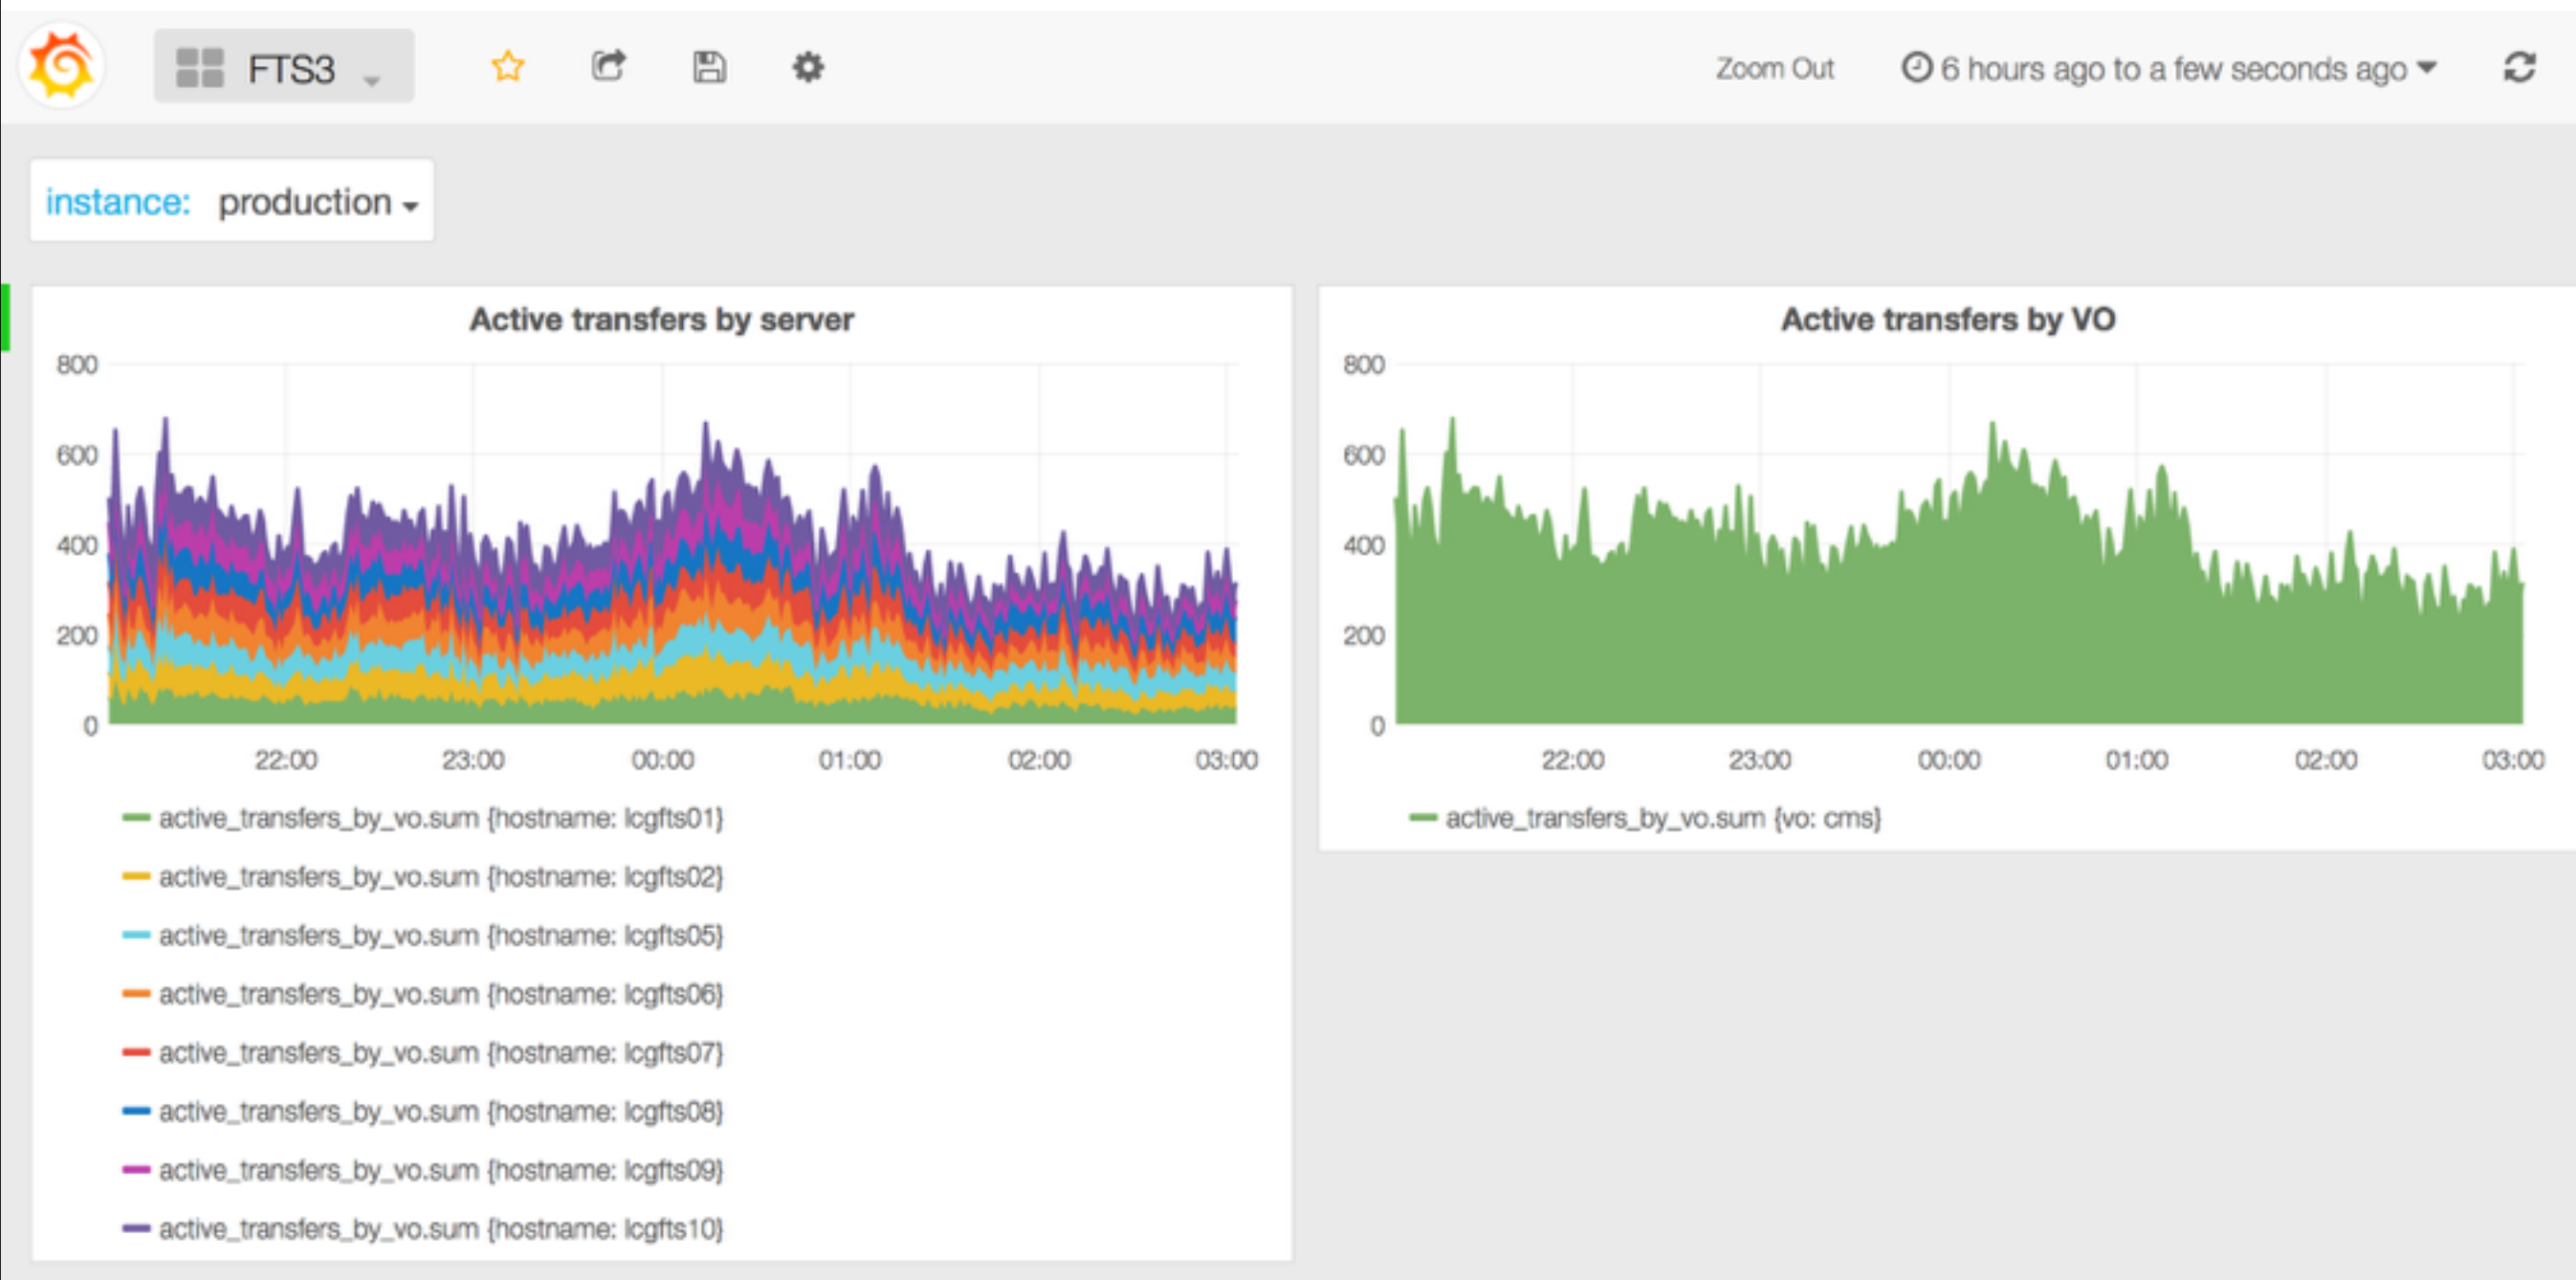 FTS3
Zoom Out
6 hours ago to a few seconds ago
instance: production
Active transfers by server
800
600
400
200
0
22:00 23:00 00:00 01:00 02:00 03:00
active_transfers_by_vo.sum {hostname: lcgfts01}
active_transfers_by_vo.sum {hostname: lcgfts02}
active_transfers_by_vo.sum {hostname: lcgfts05}
active_transfers_by_vo.sum {hostname: lcgfts06}
active_transfers_by_vo.sum {hostname: lcgfts07}
active_transfers_by_vo.sum {hostname: lcgfts08}
active_transfers_by_vo.sum {hostname: lcgfts09}
active_transfers_by_vo.sum {hostname: lcgfts10}
Active transfers by VO
800
600
400
200
0
22:00 23:00 00:00 01:00 02:00 03:00
active_transfers_by_vo.sum {vo: cms}